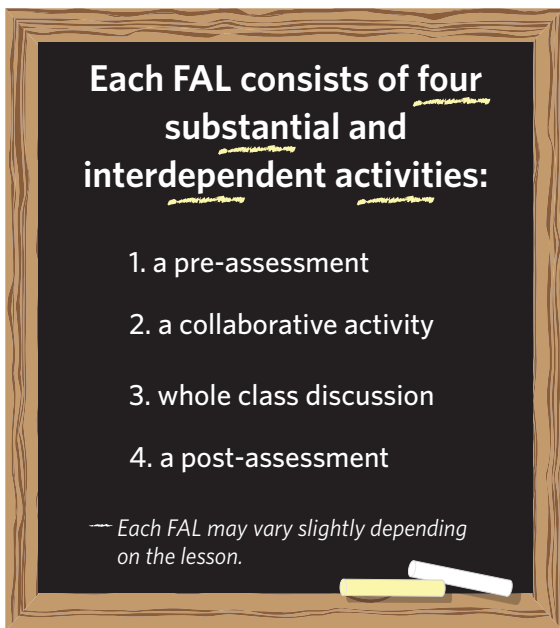 Each FAL consists of four
substantial and
interdependent activities:
1. a pre-assessment
2. a collaborative activity
3. whole class discussion
4. a post-assessment
Each FAL may vary slightly depending
on the lesson.